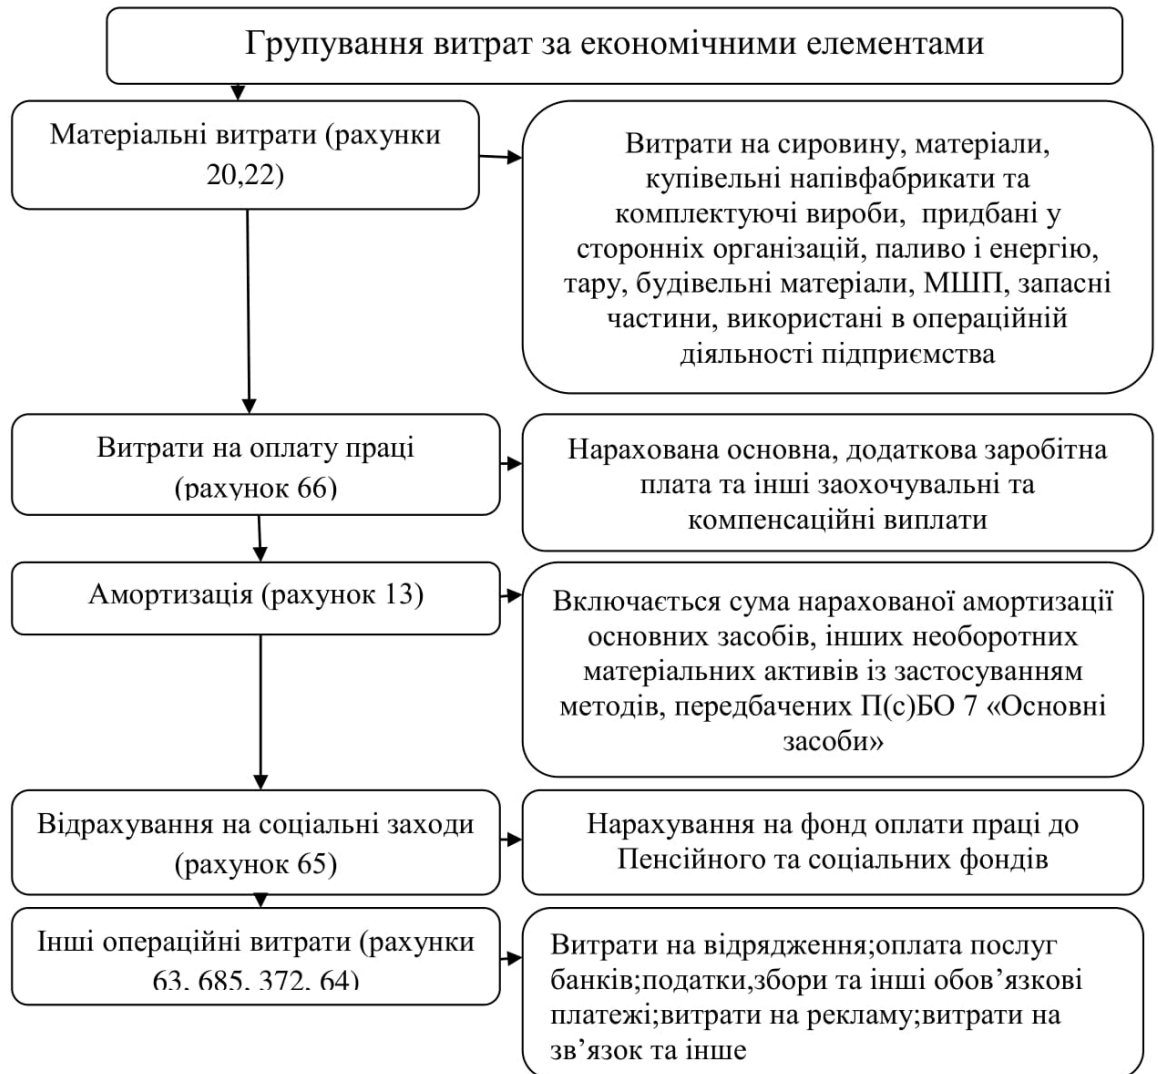 Групування витрат за економічними елементами
Матеріальні витрати (рахунки
20,22)
Витрати на сировину, матеріали,
купівельні напівфабрикати та
комплектуючі вироби, придбані у
сторонніх організацій, паливо і енергію,
тару, будівельні матеріали, МШП, запасні
частини, використані в операційній
діяльності підприємства
Витрати на оплату праці
(рахунок 66)
Нарахована основна, додаткова заробітна
плата та інші заохочувальні та
компенсаційні виплати
Амортизація (рахунок 13)
Включається сума нарахованої амортизації
основних засобів, інших необоротних
матеріальних активів із застосуванням
методів, передбачених П(с)БО 7 «Основні
засоби»
Відрахування на соціальні заходи
(рахунок 65)
Нарахування на фонд оплати праці до
Пенсійного та соціальних фондів
Інші операційні витрати (рахунки
63, 685, 372, 64)
Витрати на відрядження;оплата послуг
банків;податки,збори та інші обов’язкові
платежі;витрати на рекламу;витрати на
зв’язок та інше